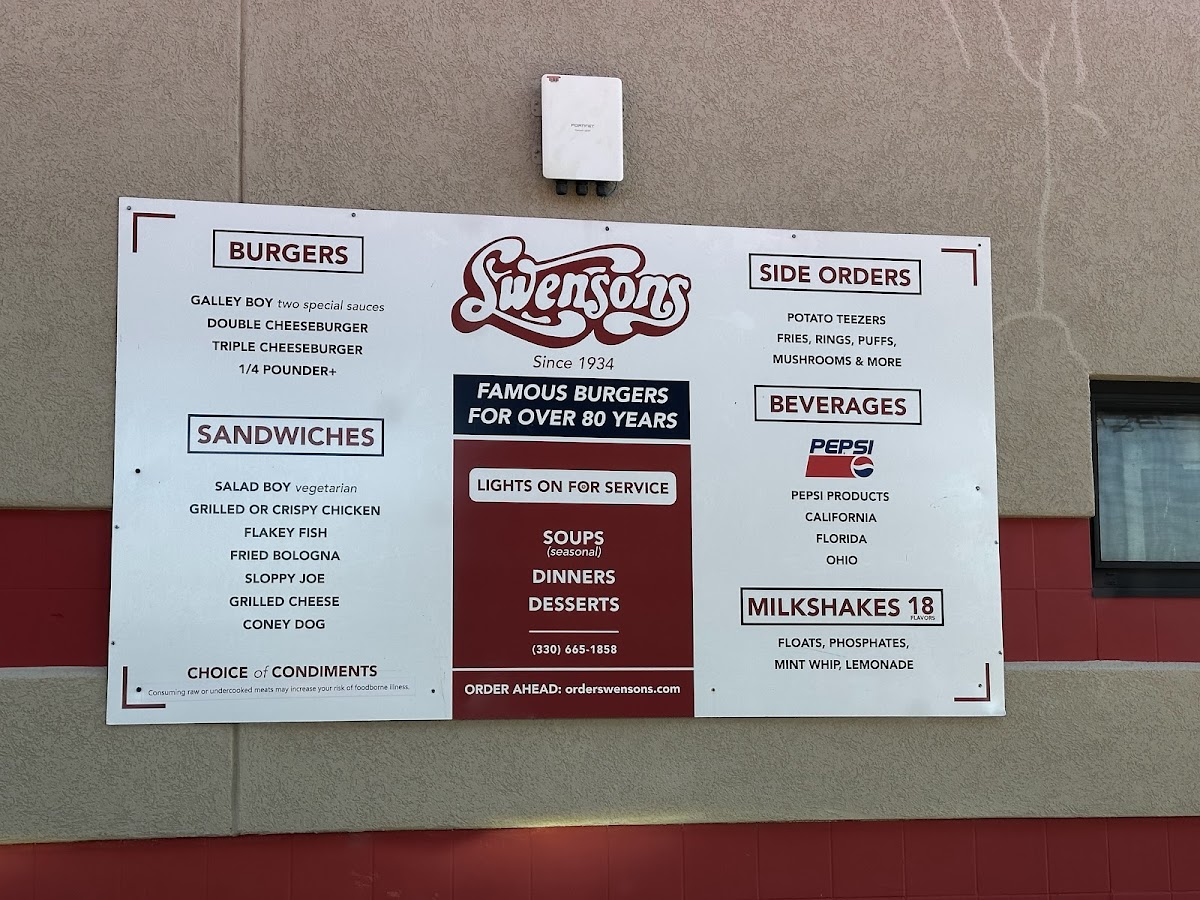 FORTINET
BURGERS
GALLEY BOY two special sauces
DOUBLE CHEESEBURGER
TRIPLE CHEESEBURGER
1/4 POUNDER+
SANDWICHES
SALAD BOY vegetarian
GRILLED OR CRISPY CHICKEN
FLAKEY FISH
FRIED BOLOGNA
SLOPPY JOE
GRILLED CHEESE
CONEY DOG
CHOICE of CONDIMENTS
Consuming raw or undercooked meats may increase your risk of foodborne illness.
Swensons
Since 1934
FAMOUS BURGERS
FOR OVER 80 YEARS
LIGHTS ON FOR SERVICE
SOUPS
(seasonal)
DINNERS
DESSERTS
(330) 665-1858
ORDER AHEAD: orderswensons.com
SIDE ORDERS
POTATO TEEZERS
FRIES, RINGS, PUFFS,
MUSHROOMS & MORE
BEVERAGES
PEPSI
PEPSI PRODUCTS
CALIFORNIA
FLORIDA
OHIO
MILKSHAKES 18
FLAVORS
FLOATS, PHOSPHATES,
MINT WHIP, LEMONADE